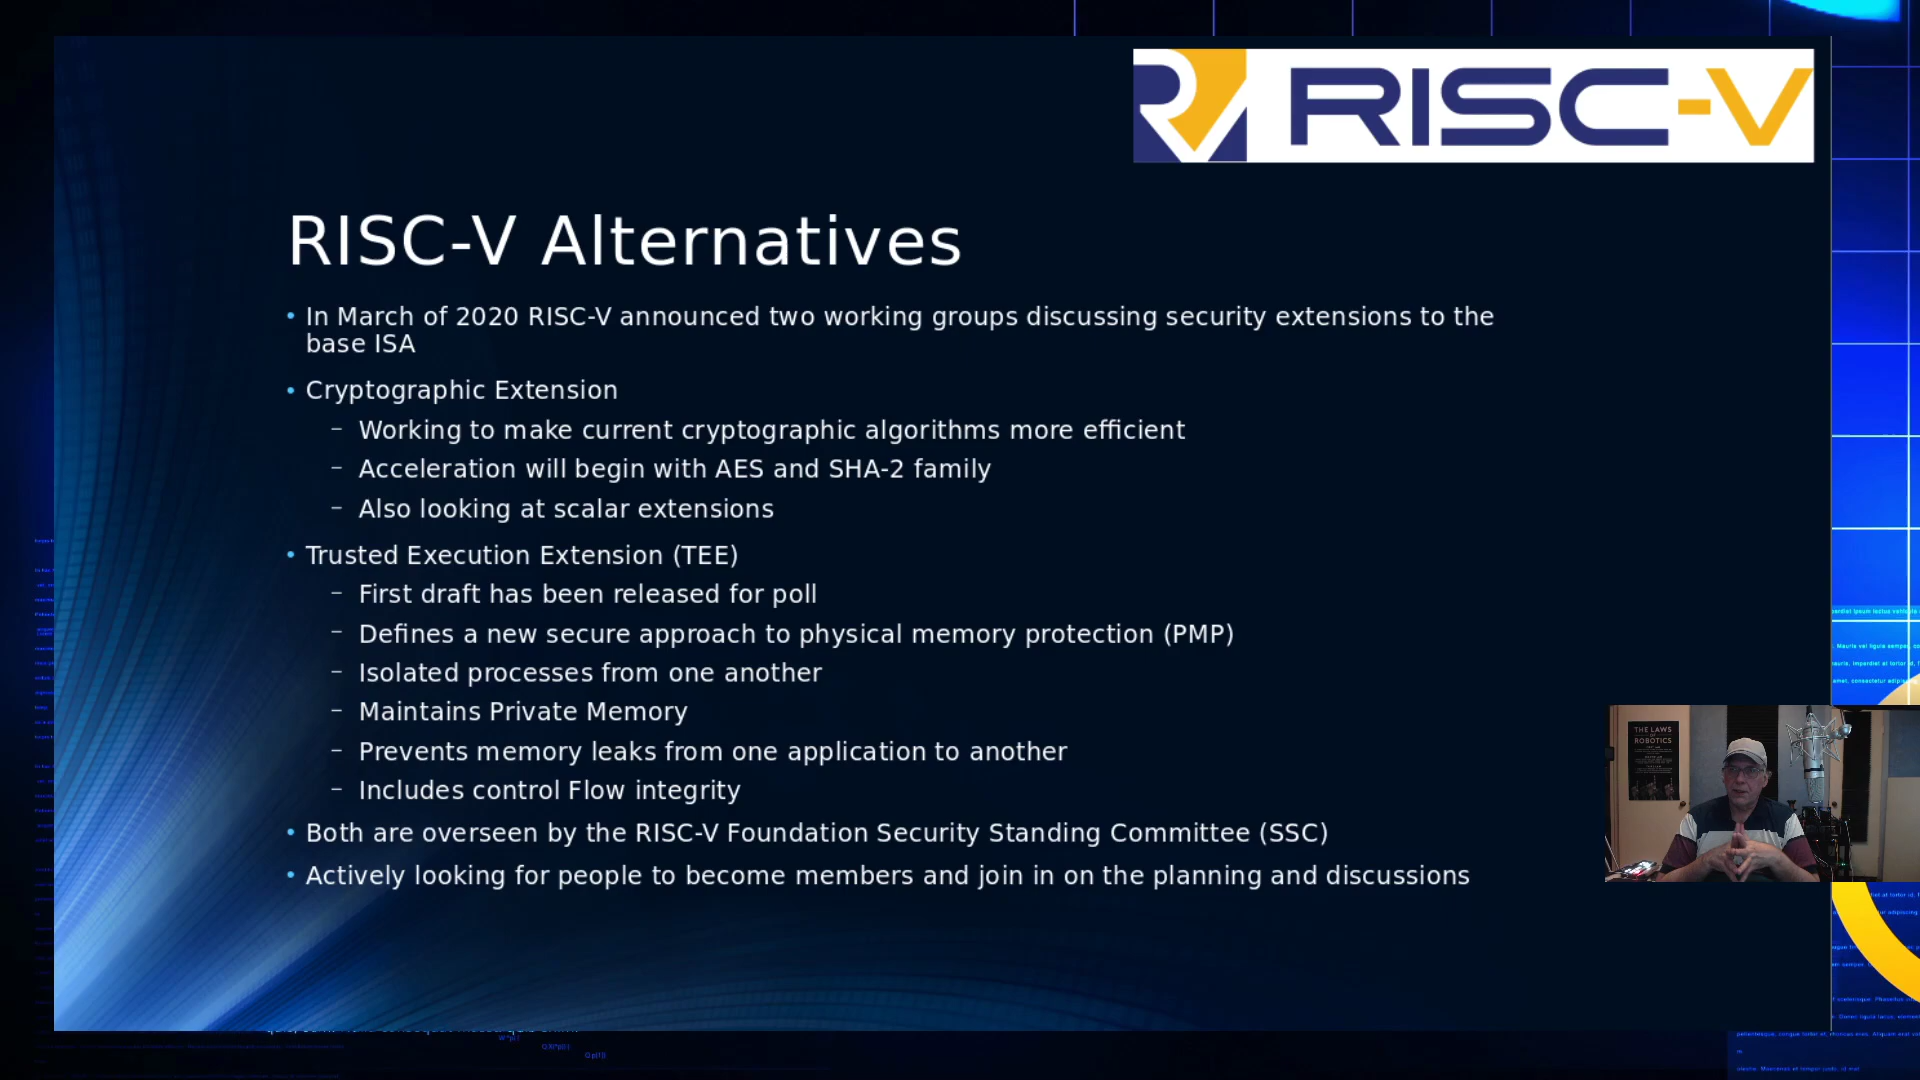 RISC-V
RISC-V Alternatives
• In March of 2020 RISC-V announced two working groups discussing security extensions to the
base ISA
• Cryptographic Extension
– Working to make current cryptographic algorithms more efficient
– Acceleration will begin with AES and SHA-2 family
– Also looking at scalar extensions
• Trusted Execution Extension (TEE)
– First draft has been released for poll
– Defines a new secure approach to physical memory protection (PMP)
– Isolated processes from one another
– Maintains Private Memory
– Prevents memory leaks from one application to another
– Includes control Flow integrity
• Both are overseen by the RISC-V Foundation Security Standing Committee (SSC)
• Actively looking for people to become members and join in on the planning and discussions
THE LAWS
OF
ROBOTICS